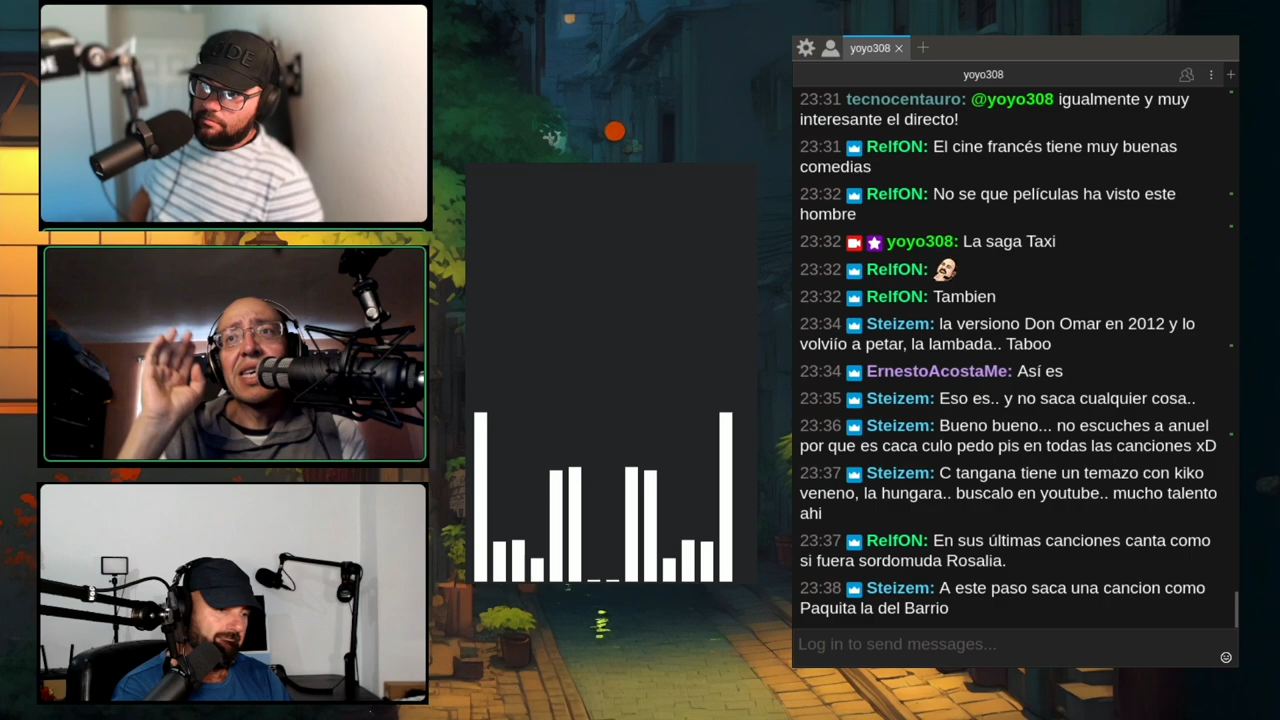 ODE
yoyo308
yoyo308
23:31 tecnocentauro: @yoyo308 igualmente y muy
interesante el directo!
23:31 RelfON: El cine francés tiene muy buenas
comedias
23:32 RelfON: No se que películas ha visto este
hombre
23:32 yoyo308: La saga Taxi
23:32 RelfON:
23:32 RelfON: Tambien
23:34 Steizem: la versiono Don Omar en 2012 y lo
volviío a petar, la lambada.. Taboo
23:34 ErnestoAcostaMe: Así es
23:35 Steizem: Eso es.. y no saca cualquier cosa..
23:36 Steizem: Bueno bueno... no escuches a anuel
por que es caca culo pedo pis en todas las canciones xD
23:37 Steizem: C tangana tiene un temazo con kiko
veneno, la hungara.. buscalo en youtube.. mucho talento
ahi
23:37 RelfON: En sus últimas canciones canta como
si fuera sordomuda Rosalia.
23:38 Steizem: A este paso saca una cancion como
Paquita la del Barrio
Log in to send messages...